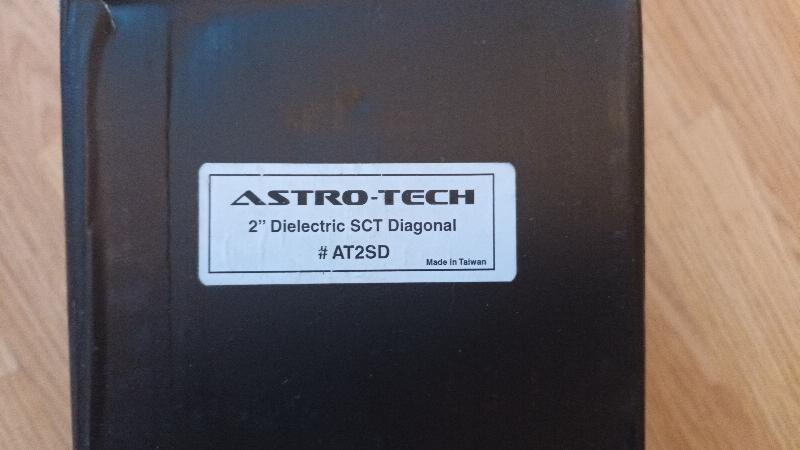 ASTRO-TECH
2” Dielectric SCT Diagonal
# AT2SD
Made in Taiwan